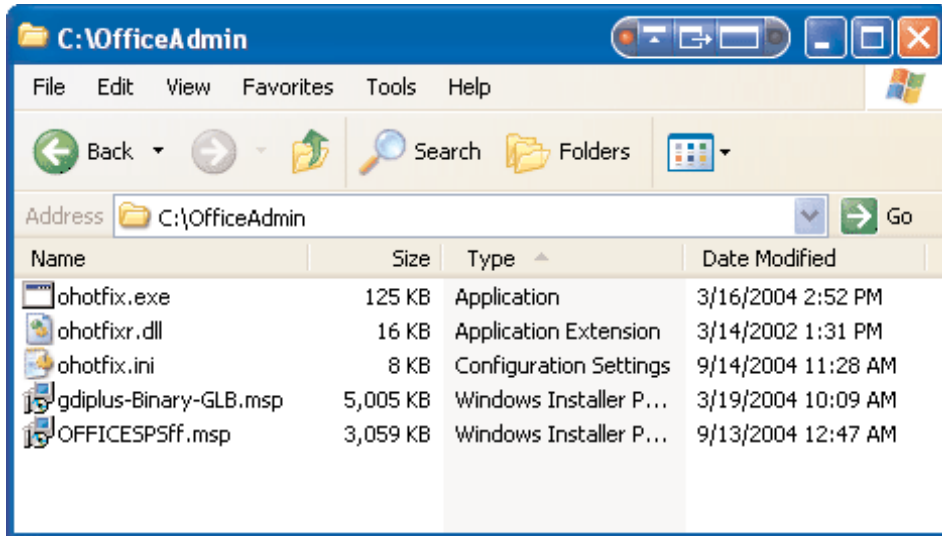 C:\OfficeAdmin
File Edit View Favorites Tools Help
Back Search Folders
Address C:\OfficeAdmin Go
Name Size Type Date Modified
ohotfix.exe 125 KB Application 3/16/2004 2:52 PM
ohotfixr.dll 16 KB Application Extension 3/14/2002 1:31 PM
ohotfix.ini 8 KB Configuration Settings 9/14/2004 11:28 AM
gdiplus-Binary-GLB.msp 5,005 KB Windows Installer P... 3/19/2004 10:09 AM
OFFICESPSff.msp 3,059 KB Windows Installer P... 9/13/2004 12:47 AM